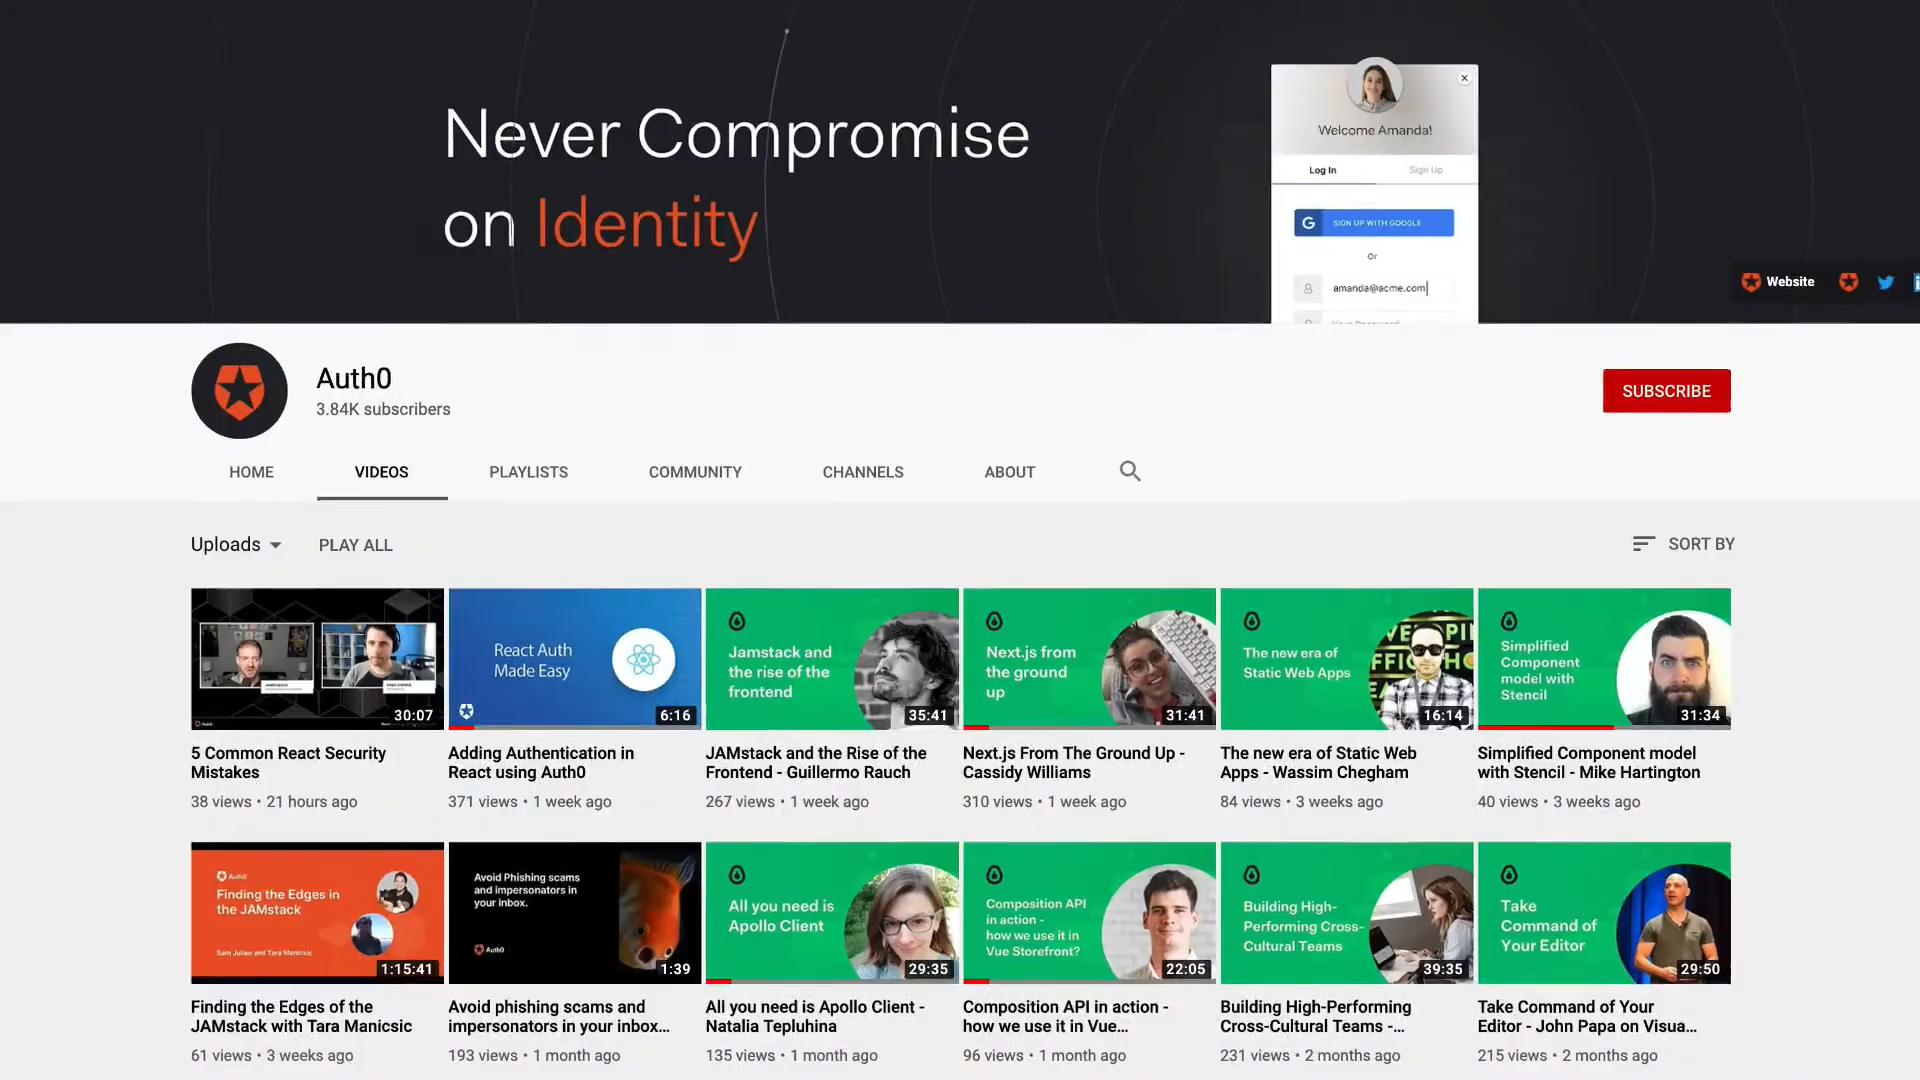 Never Compromise
on Identity
Welcome Amanda!
Log In
Sign Up
SIGN UP WITH GOOGLE
Or
amanda@acme.com
Website
Auth0
3.84K subscribers
SUBSCRIBE
HOME
VIDEOS
PLAYLISTS
COMMUNITY
CHANNELS
ABOUT
Uploads
PLAY ALL
SORT BY
30:07
React Auth
Made Easy
6:16
Jamstack and
the rise of the
frontend
35:41
Next.js from
the ground
up
31:41
The new era of
Static Web Apps
16:14
Simplified
Component
model with
Stencil
31:34
5 Common React Security
Mistakes
38 views • 21 hours ago
Adding Authentication in
React using Auth0
371 views • 1 week ago
JAMstack and the Rise of the
Frontend - Guillermo Rauch
267 views • 1 week ago
Next.js From The Ground Up -
Cassidy Williams
310 views • 1 week ago
The new era of Static Web
Apps - Wassim Chegham
84 views • 3 weeks ago
Simplified Component model
with Stencil - Mike Hartington
40 views • 3 weeks ago
Auth0
Finding the Edges in
the JAMstack
Sam Julien and Tara Manicsic
1:15:41
Avoid Phishing scams
and impersonators in
your inbox.
Auth0
1:39
All you need is
Apollo Client
29:35
Composition API
in action -
how we use it in
Vue Storefront?
22:05
Building High-
Performing Cross-
Cultural Teams
39:35
Take
Command of
Your Editor
29:50
Finding the Edges of the
JAMstack with Tara Manicsic
61 views • 3 weeks ago
Avoid phishing scams and
impersonators in your inbox...
193 views • 1 month ago
All you need is Apollo Client -
Natalia Tepluhina
135 views • 1 month ago
Composition API in action -
how we use it in Vue...
96 views • 1 month ago
Building High-Performing
Cross-Cultural Teams -...
231 views • 2 months ago
Take Command of Your
Editor - John Papa on Visua...
215 views • 2 months ago